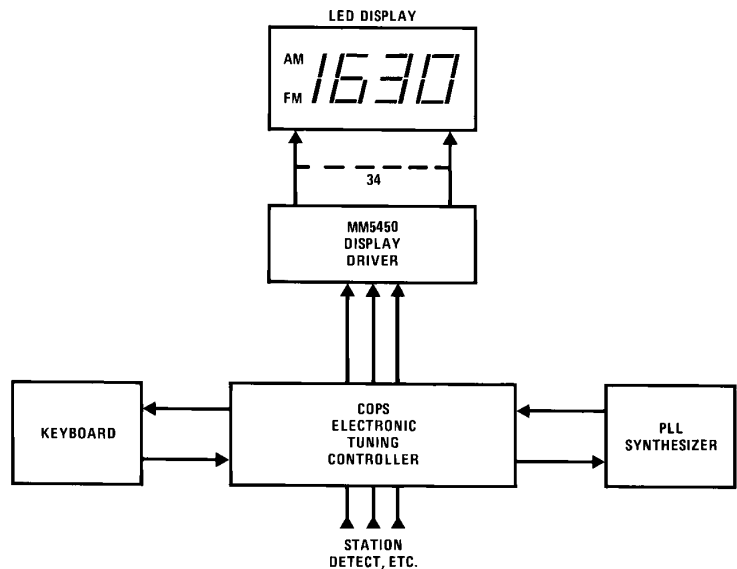 LED DISPLAY
AM
1630
FM
34
MM5450
DISPLAY
DRIVER
KEYBOARD
COPS
ELECTRONIC
TUNING
CONTROLLER
PLL
SYNTHESIZER
STATION
DETECT, ETC.